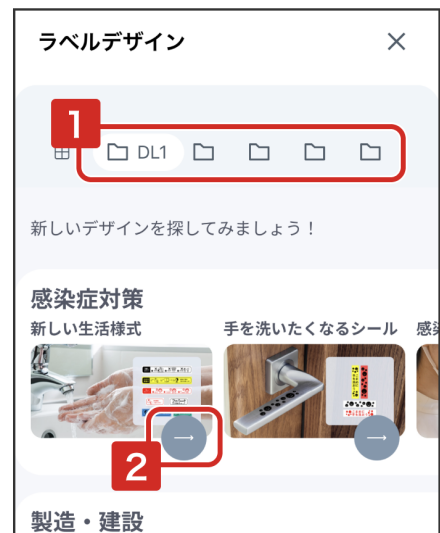 ラベルデザイン
1
DL1
新しいデザインを探してみましょう！
感染症対策
新しい生活様式
手を洗いたくなるシール
感
2
製造・建設